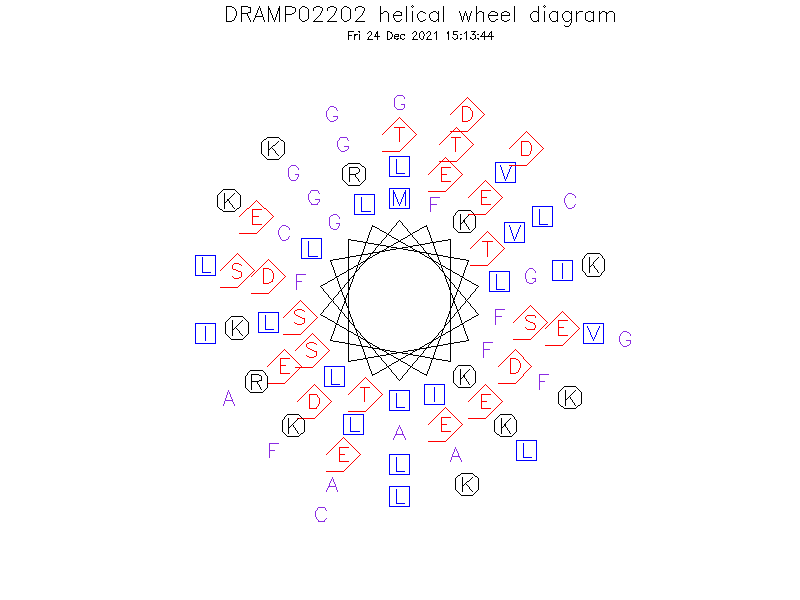 DRAMP02202 helical wheel diagram
Fri 24 Dec 2021 15:13:44
G
G D
T
G T
K D
L
G R E V
K G M E C
L F
E G K L
C V
L T
L S D F L G I K
I K L S F S E V G
S F
E D
A R L K F K
T I
D L E
K L E K
A
F L
E A
L
A K
L
C